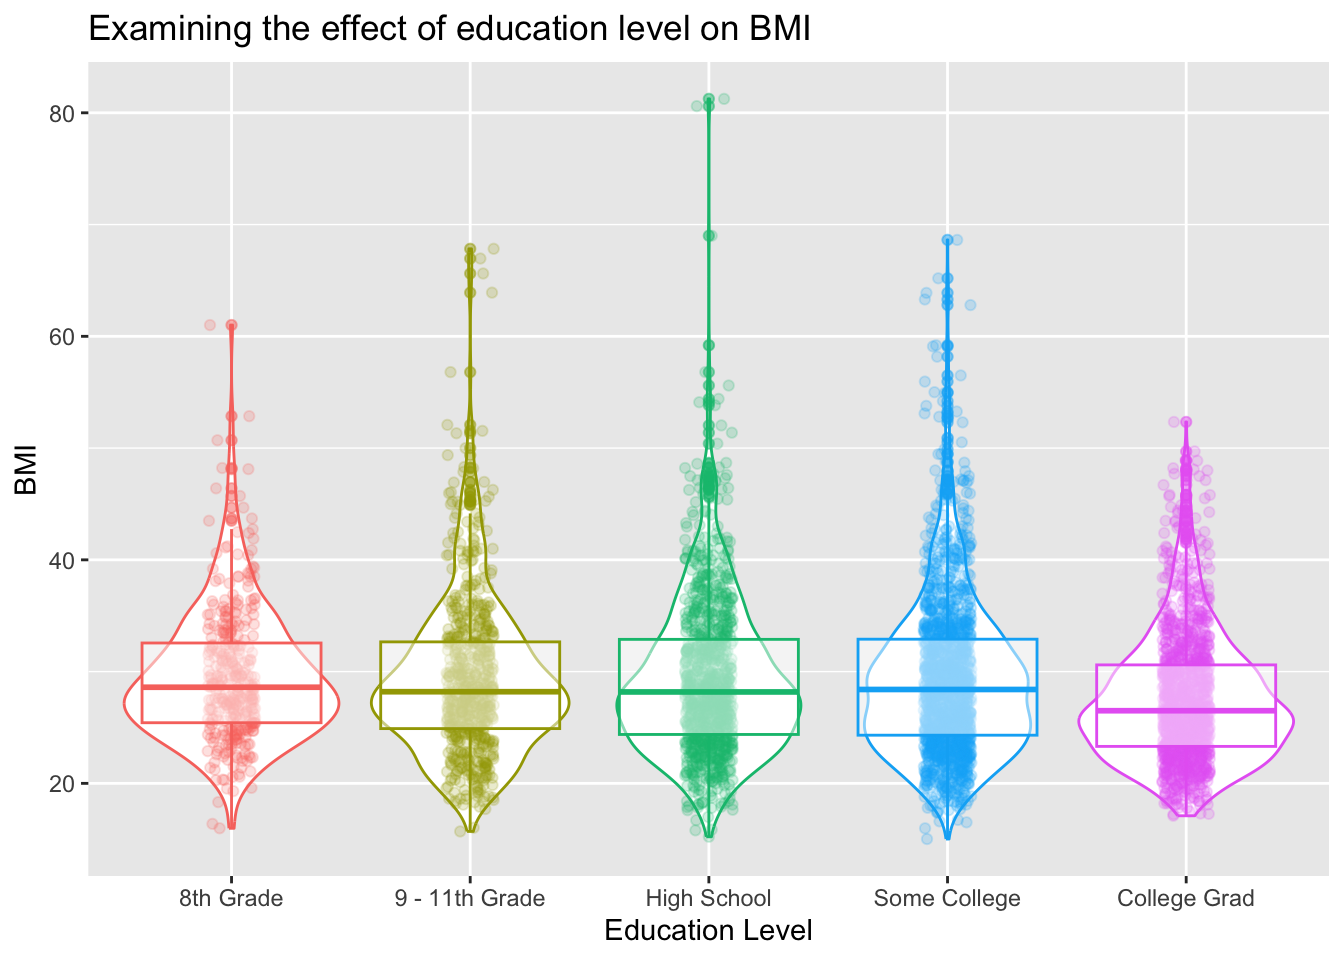 Examining the effect of education level on BMI
80
60
40
20
BMI
8th Grade
9 - 11th Grade
High School
Some College
College Grad
Education Level